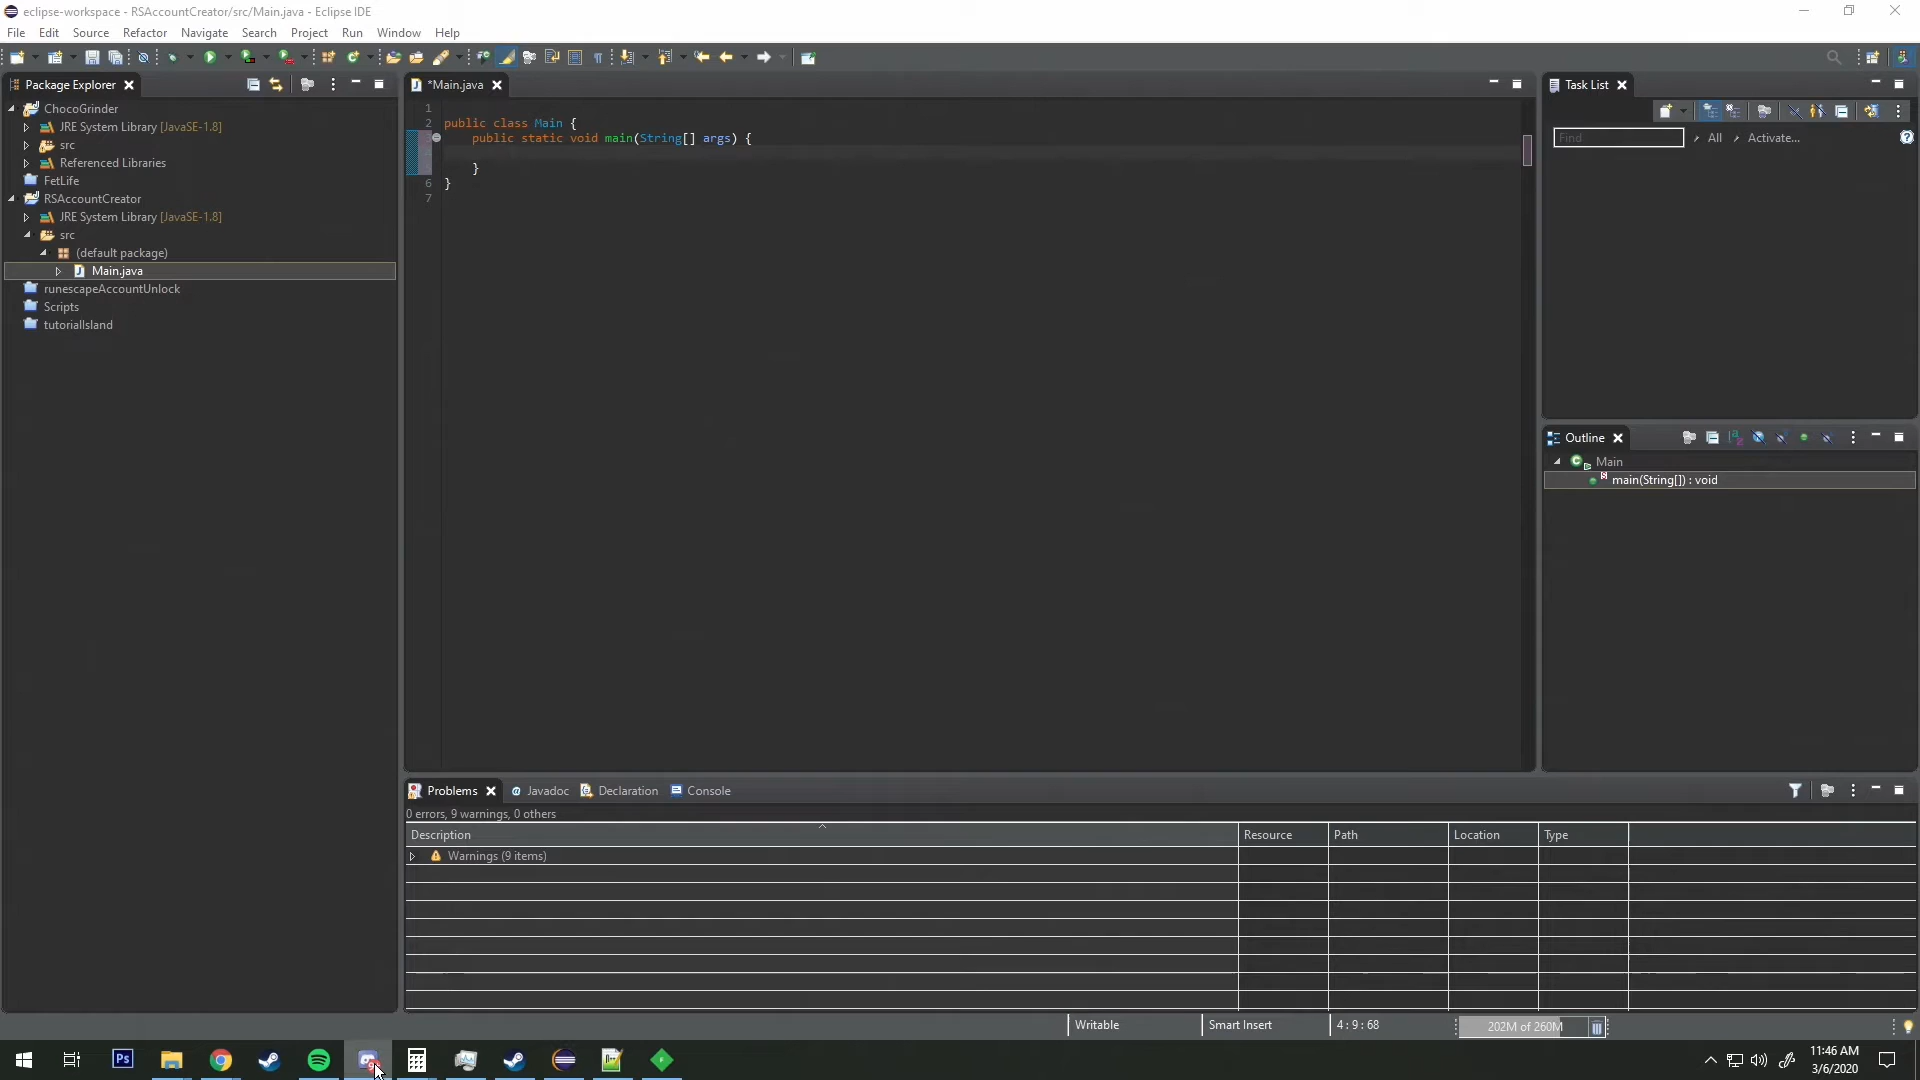 eclipse-workspace - RSAccountCreator/src/Main.java - Eclipse IDE
File Edit Source Refactor Navigate Search Project Run Window Help
Package Explorer
ChocoGrinder
JRE System Library [JavaSE-1.8]
src
Referenced Libraries
FetLife
RSAccountCreator
JRE System Library [JavaSE-1.8]
src
(default package)
Main.java
runescapeAccountUnlock
Scripts
tutorialIsland
*Main.java
1
2 public class Main {
public static void main(String[] args) {
}
6 }
7
Task List
Find All Activate...
Outline
Main
main(String[]) : void
Problems Javadoc Declaration Console
0 errors, 9 warnings, 0 others
Description Resource Path Location Type
Warnings (9 items)
Writable Smart Insert 4 : 9 : 68 202M of 260M
Ps
11:46 AM
3/6/2020